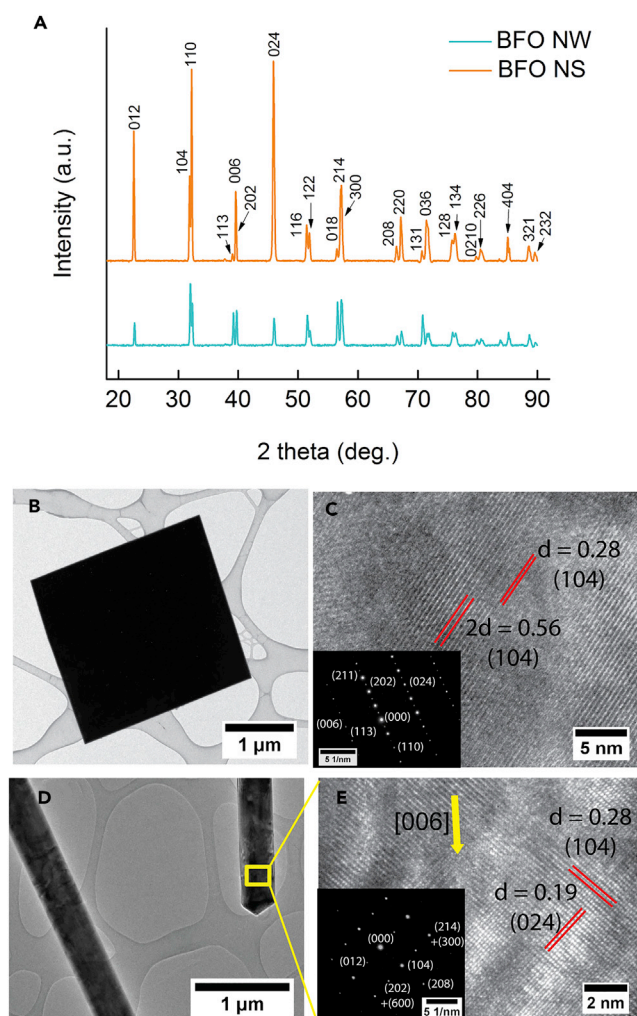 A
BFO NW
BFO NS
Intensity (a.u.)
012
104
110
113
006
202
024
116
122
018
214
300
208
220
131
036
128
134
0210
226
404
321
232
20 30 40 50 60 70 80 90
2 theta (deg.)
B
1 µm
C
d = 0.28
(104)
2d = 0.56
(104)
(211)
(202)
(024)
(006)
(000)
(113)
(110)
5 1/nm
5 nm
D
1 µm
E
[006]
d = 0.28
(104)
d = 0.19
(024)
(000)
(214)
+(300)
(012)
(104)
(202)
+(600)
(208)
5 1/nm
2 nm